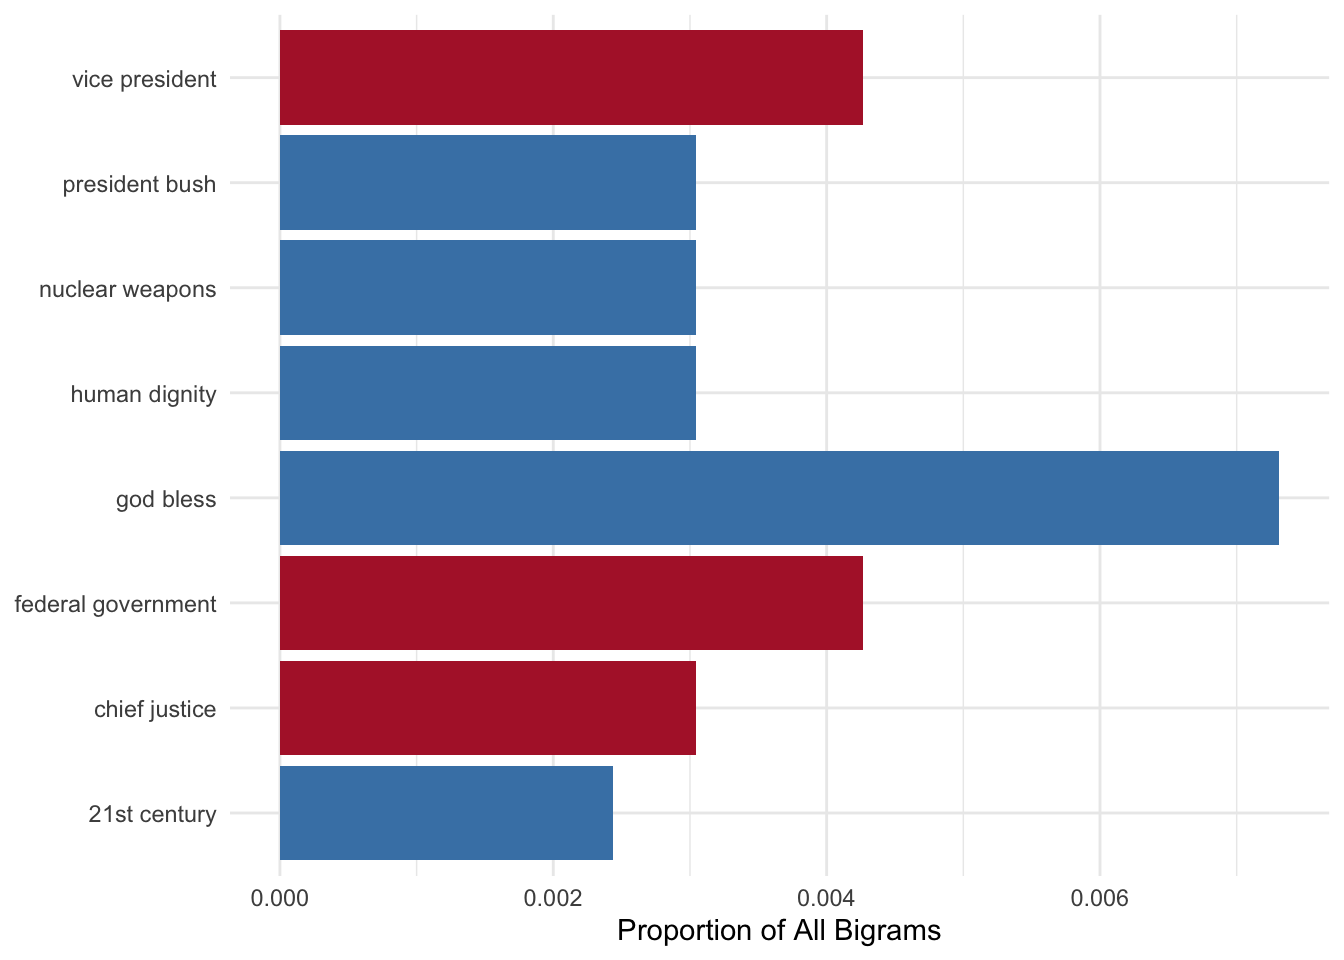 vice president
president bush
nuclear weapons
human dignity
god bless
federal government
chief justice
21st century
0.000 0.002 0.004 0.006
Proportion of All Bigrams